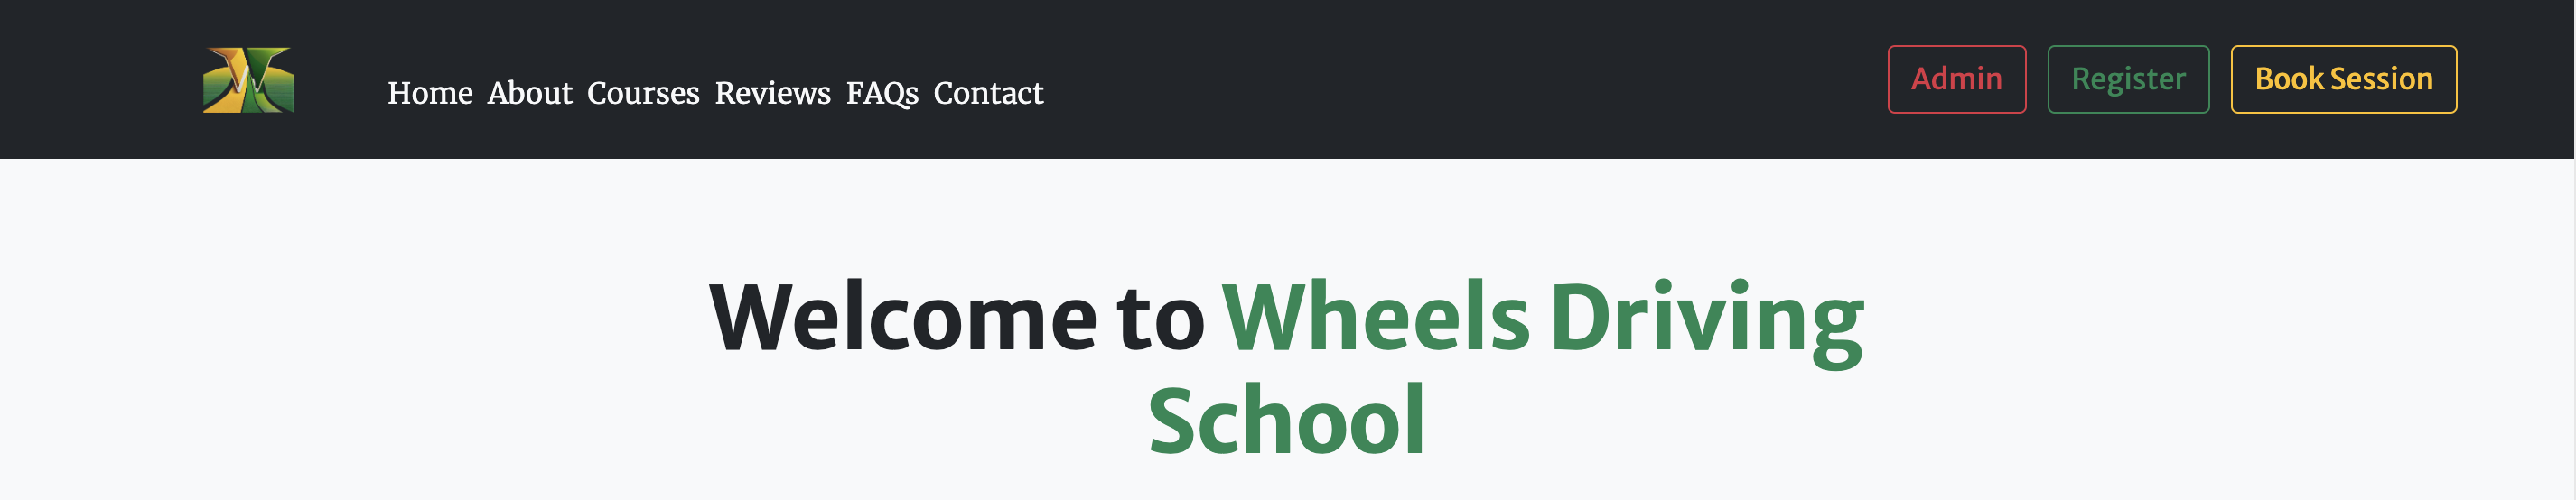 Home About Courses Reviews FAQs Contact Admin Register Book Session
Welcome to Wheels Driving
School